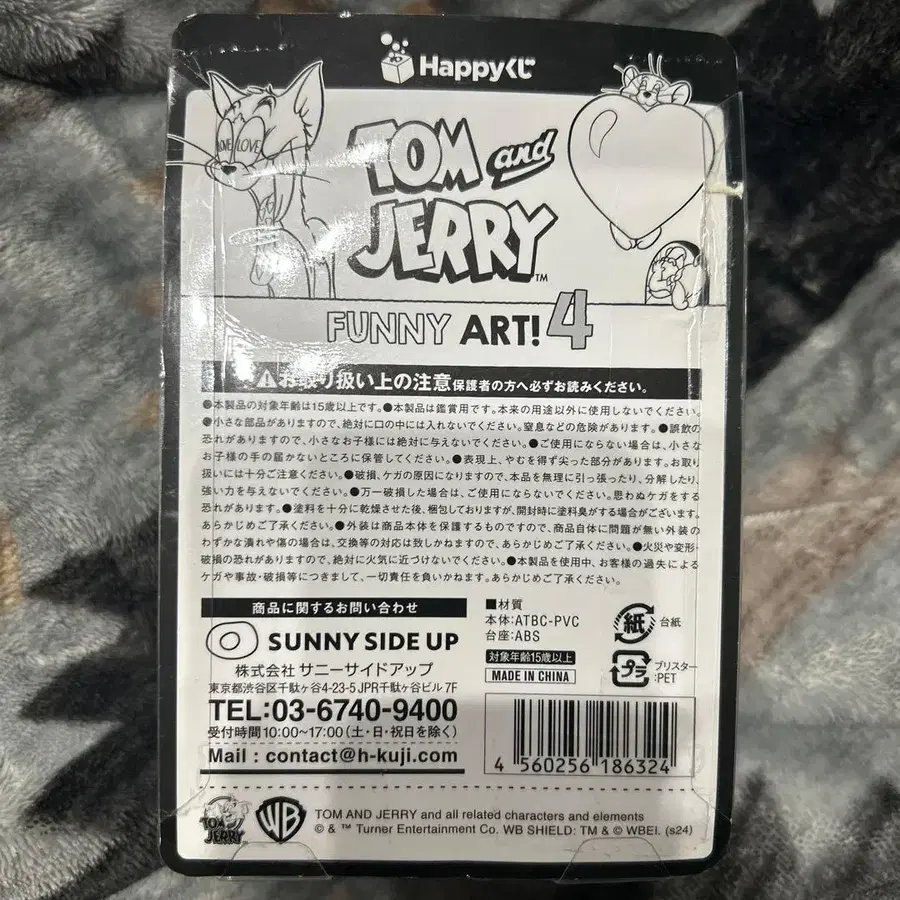 Happyくじ
LOVE LOVE
TOM and
JERRY™
FUNNY ART! 4
お取り扱い上の注意 保護者の方へ必ずお読みください。
●本製品の対象年齢は15歳以上です。●本製品は鑑賞用です。本来の用途以外に使用しないでください。
●小さな部品がありますので、絶対に口の中には入れないでください。窒息などの危険があります。●誤飲の
恐れがありますので、小さなお子様には絶対に与えないでください。●ご使用にならない場合は、小さな
お子様の手の届かないところに保管してください。●表現上、やむを得ず尖った部分があります。お取り
扱いには十分ご注意ください。●破損、ケガの原因になりますので、本品を無理に引っ張ったり、分解したり、
強い力を与えないでください。●万一破損した場合は、ご使用にならないでください。思わぬケガをする
恐れがあります。●塗料を十分に乾燥させた後、梱包しておりますが、開封時に塗料臭がする場合がございます。
あらかじめご了承ください。●外装は商品本体を保護するものですので、商品自体に問題が無い外装の
わずかな潰れや傷の場合は、交換等の対応は致しかねますので、あらかじめご了承ください。●火災や変形・
破損の恐れがありますので、絶対に火気に近づけないでください。●本製品を使用中、お客様の過失による
ケガや事故・破損等につきまして、一切責任を負いかねます。あらかじめご了承ください。
商品に関するお問い合わせ
SUNNY SIDE UP
株式会社 サニーサイドアップ
東京都渋谷区千駄ヶ谷4-23-5 JPR千駄ヶ谷ビル 7F
TEL:03-6740-9400
受付時間 10:00~17:00(土・日・祝日を除く)
Mail : contact@h-kuji.com
■材質
本体:ATBC-PVC
台座:ABS
対象年齢15歳以上
MADE IN CHINA
紙 台紙
プラ ブリスター
:PET
4 560256 186324
TOM AND JERRY
WB
TOM AND JERRY and all related characters and elements
© & ™ Turner Entertainment Co. WB SHIELD: TM & © WBEI. (s24)